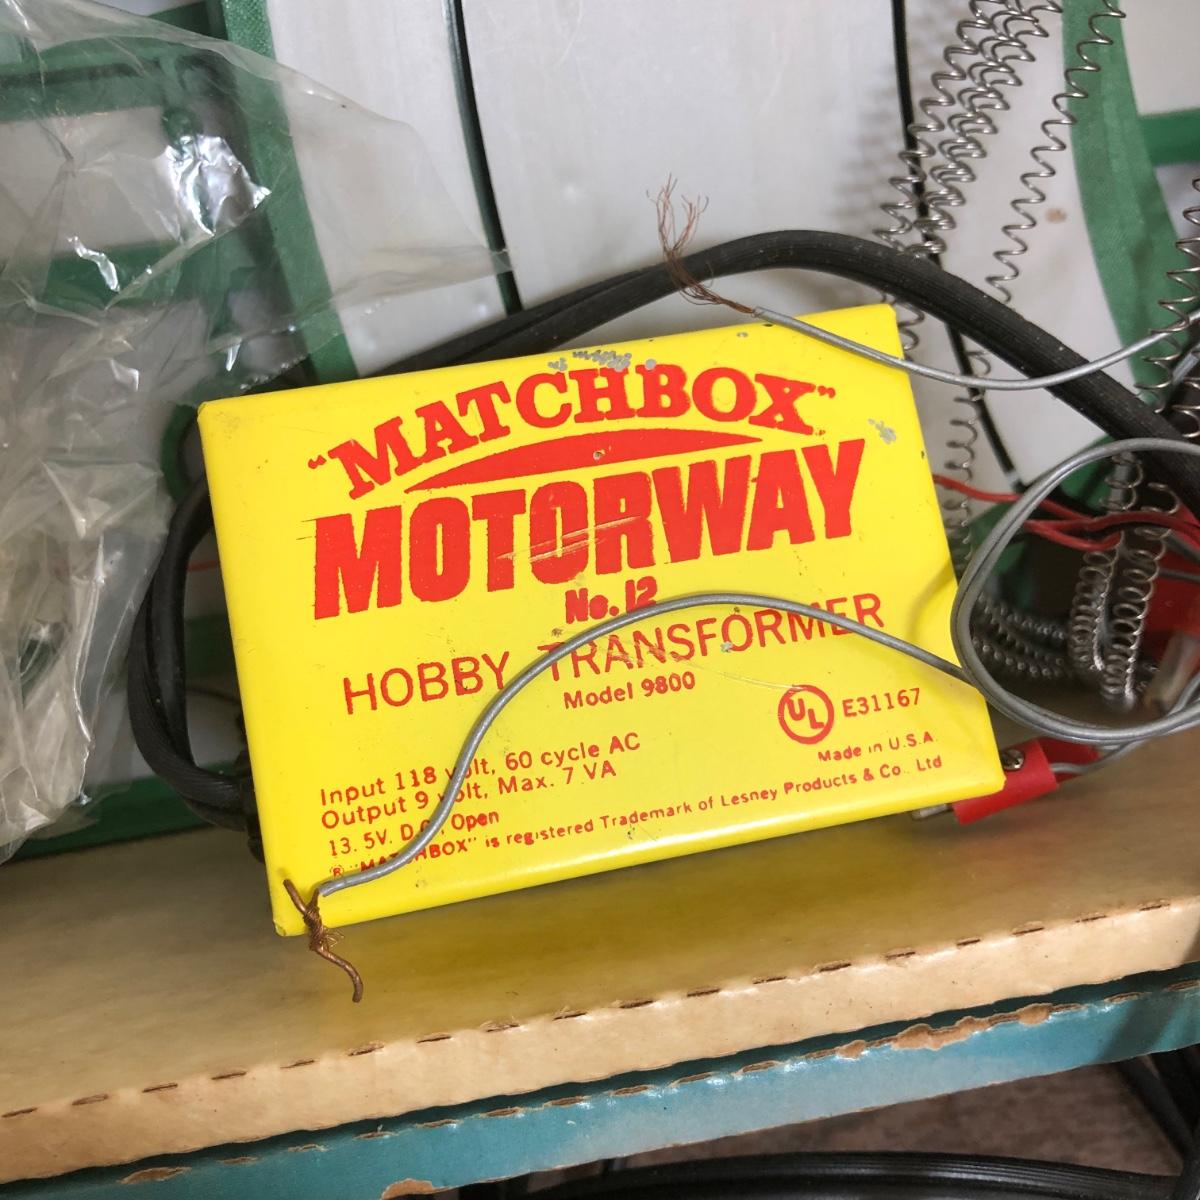 "MATCHBOX"
MOTORWAY
No. 12
HOBBY TRANSFORMER
Model 9800
UL E31167
Input 118 volt, 60 cycle AC
Made in U.S.A.
Output 9 volt, Max. 7 VA
13.5V. D.C. Open
® "MATCHBOX" is registered Trademark of Lesney Products & Co. Ltd